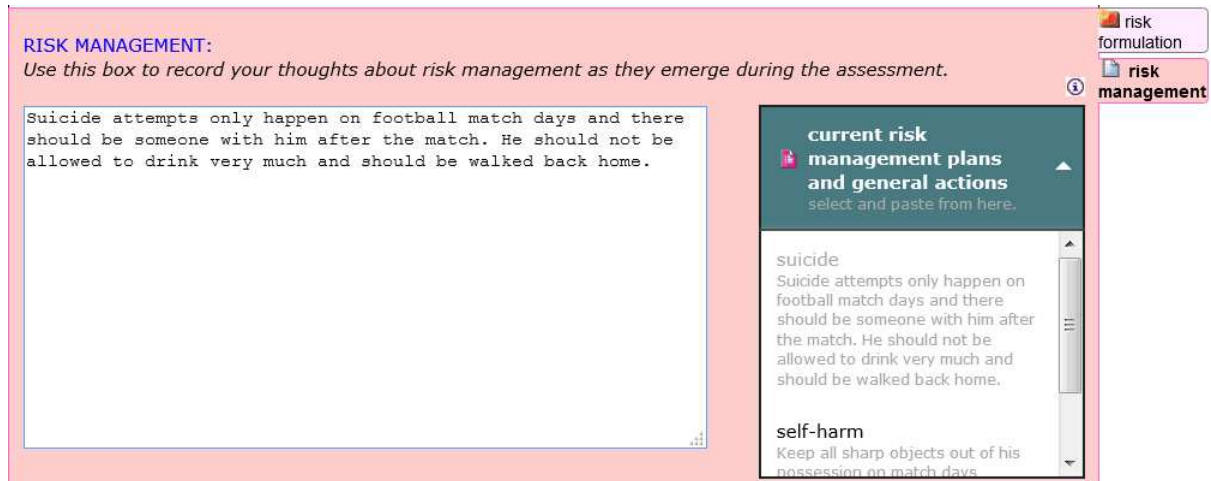 RISK MANAGEMENT:
Use this box to record your thoughts about risk management as they emerge during the assessment.
Suicide attempts only happen on football match days and there
should be someone with him after the match. He should not be
allowed to drink very much and should be walked back home.
current risk
management plans
and general actions
select and paste from here.
suicide
Suicide attempts only happen on
football match days and there
should be someone with him after
the match. He should not be
allowed to drink very much and
should be walked back home.
self-harm
Keep all sharp objects out of his
possession on match days
risk
formulation
risk
management